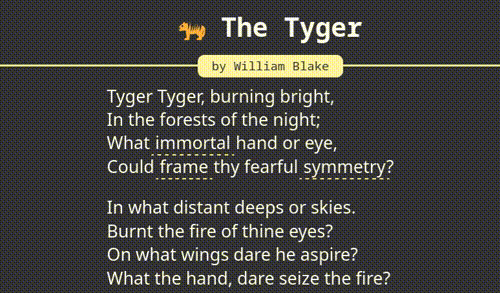 The Tyger
by William Blake
Tyger Tyger, burning bright,
In the forests of the night;
What immortal hand or eye,
Could frame thy fearful symmetry?
In what distant deeps or skies.
Burnt the fire of thine eyes?
On what wings dare he aspire?
What the hand, dare seize the fire?